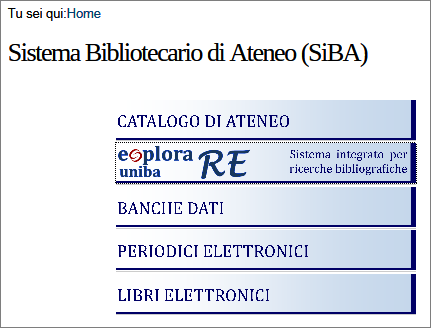 Tu sei qui:Home
Sistema Bibliotecario di Ateneo (SiBA)
CATALOGO DI ATENEO
esplora RE Sistema integrato per
uniba ricerche bibliografiche
BANCHE DATI
PERIODICI ELETTRONICI
LIBRI ELETTRONICI